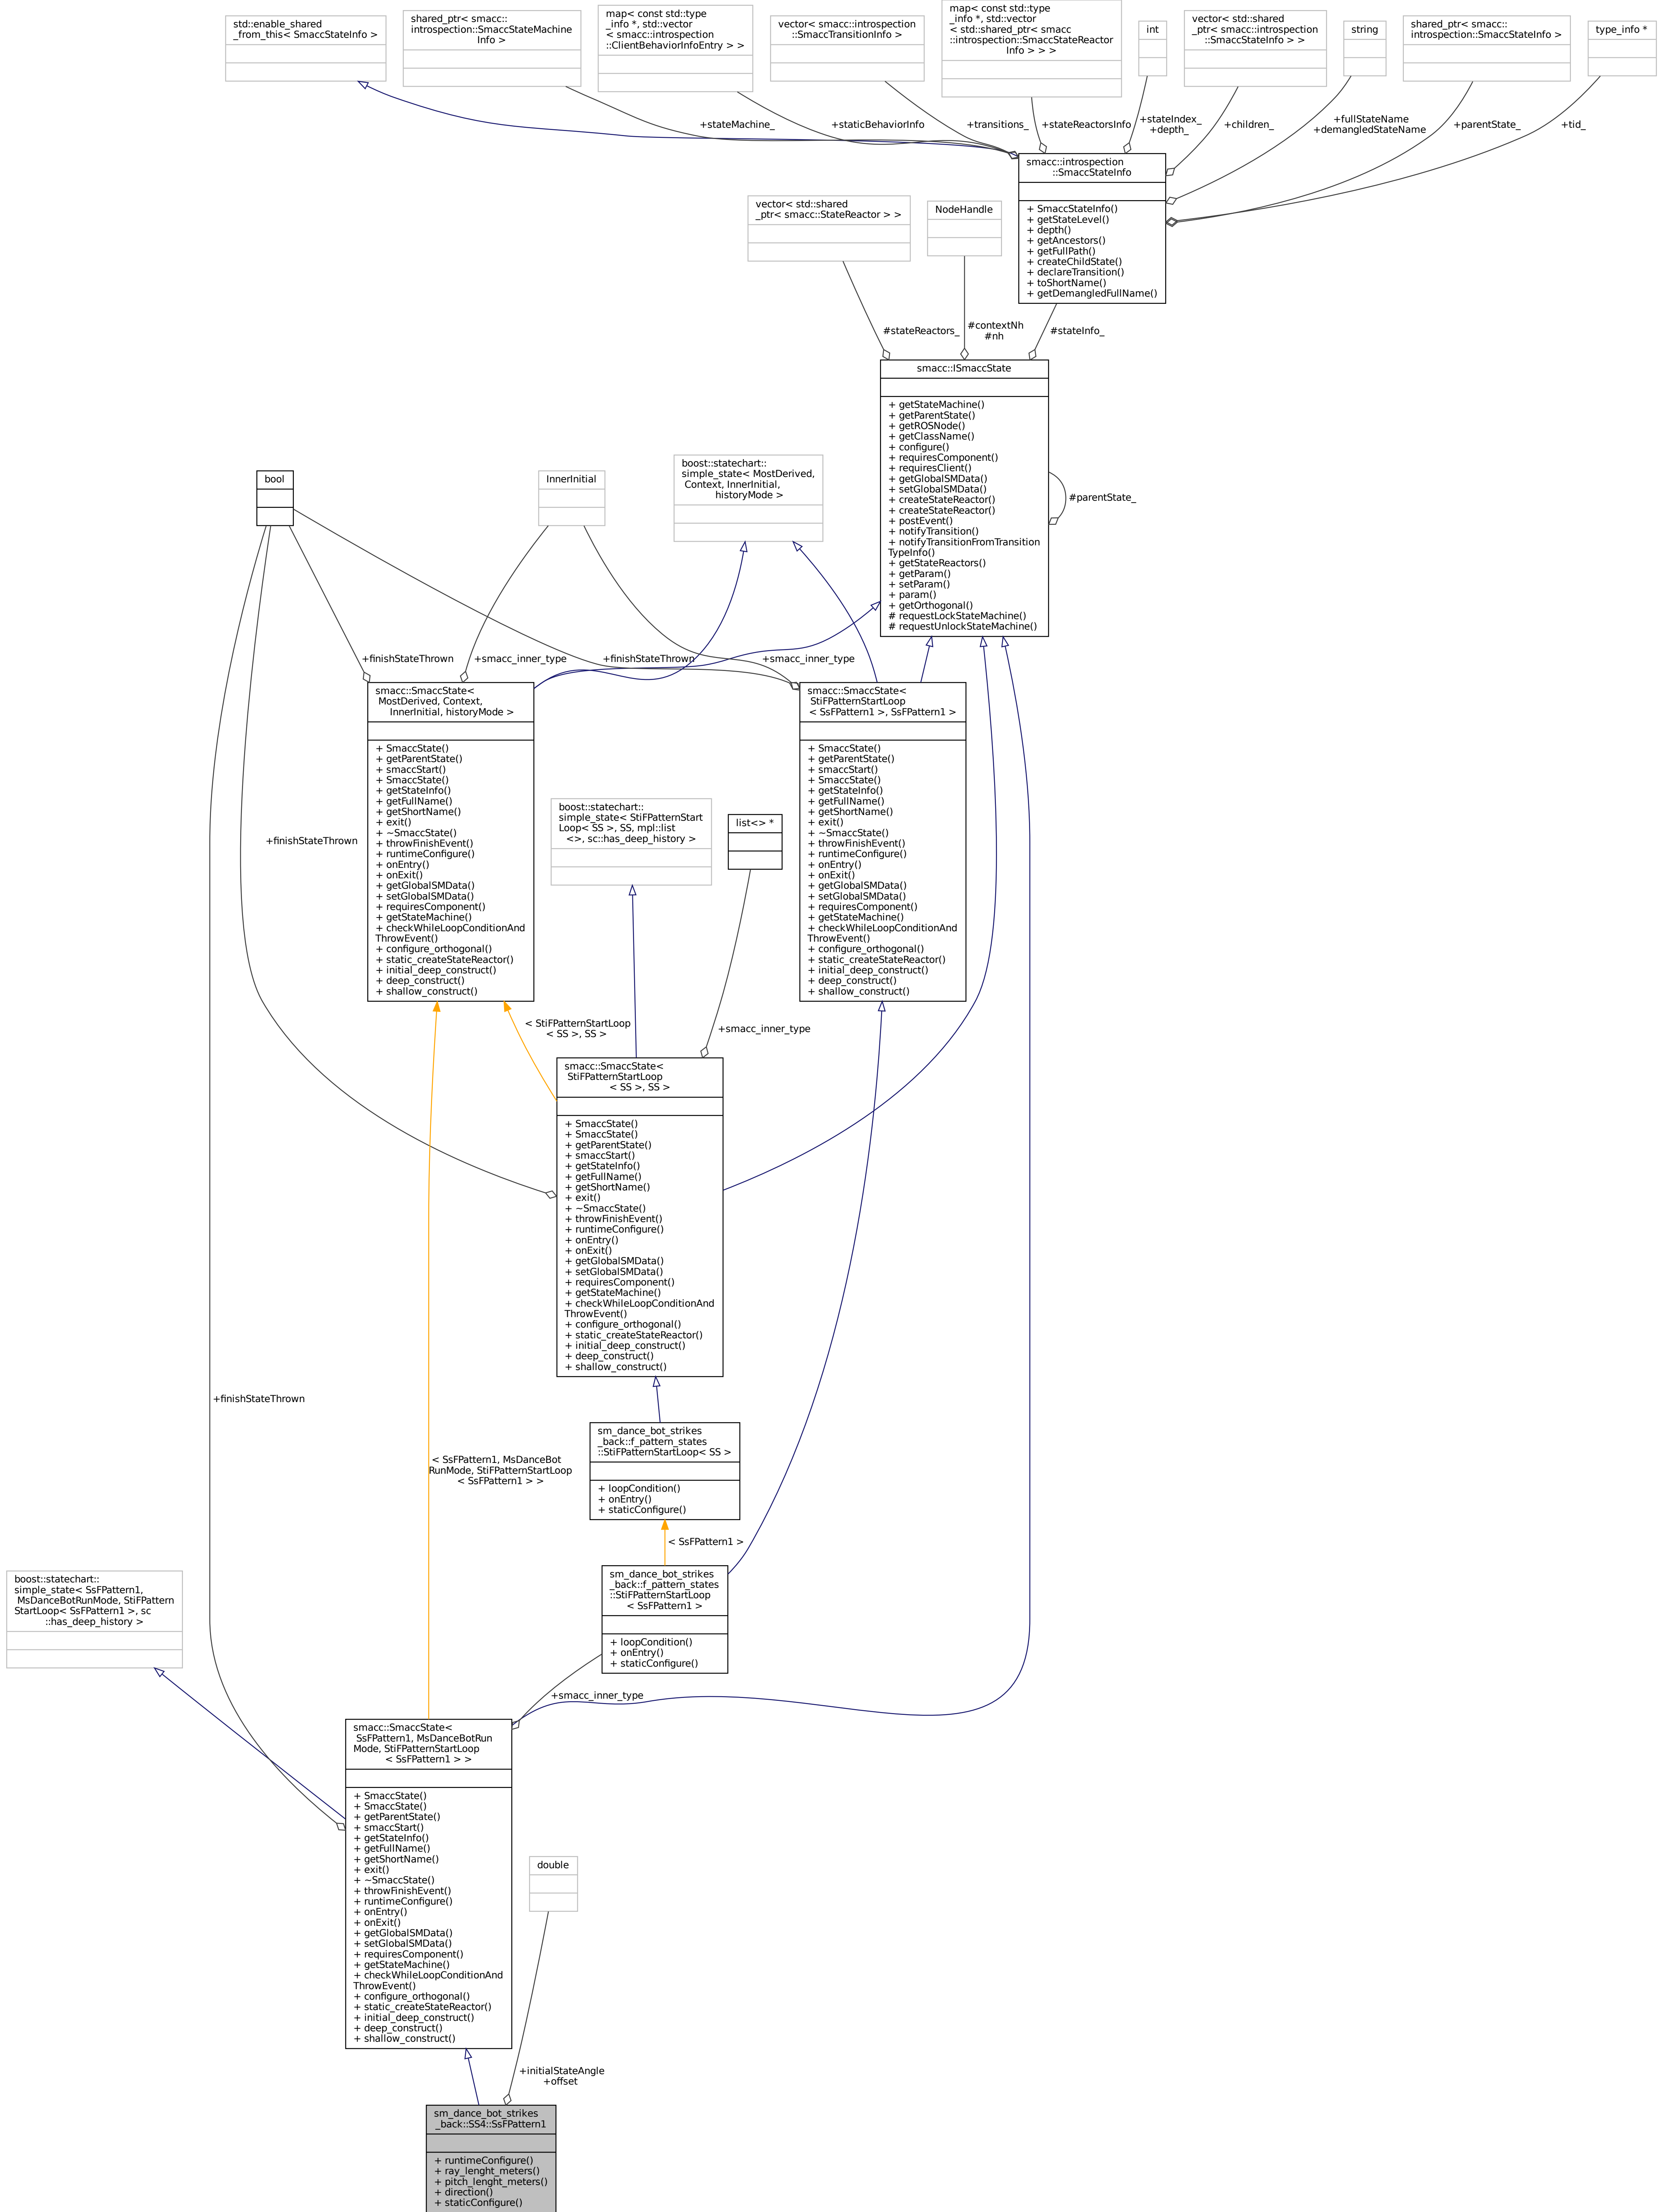 std::enable_shared
_from_this< SmaccStateInfo >
shared_ptr< smacc::
introspection::SmaccStateMachine
Info >
map< const std::type
_info *, std::vector
< smacc::introspection
::ClientBehaviorInfoEntry > >
vector< smacc::introspection
::SmaccTransitionInfo >
map< const std::type
_info *, std::vector
< std::shared_ptr< smacc
::introspection::SmaccStateReactor
Info > > >
int
vector< std::shared
_ptr< smacc::introspection
::SmaccStateInfo > >
string
shared_ptr< smacc::
introspection::SmaccStateInfo >
type_info *
+stateMachine_
+staticBehaviorInfo
+transitions_
+stateReactorsInfo
+stateIndex_
+depth_
+children_
+fullStateName
+demangledStateName
+parentState_
+tid_
smacc::introspection
::SmaccStateInfo
+ SmaccStateInfo()
+ getStateLevel()
+ depth()
+ getAncestors()
+ getFullPath()
+ createChildState()
+ declareTransition()
+ toShortName()
+ getDemangledFullName()
vector< std::shared
_ptr< smacc::StateReactor > >
NodeHandle
#stateReactors_
#contextNh
#nh
#stateInfo_
smacc::ISmaccState
+ getStateMachine()
+ getParentState()
+ getROSNode()
+ getClassName()
+ configure()
+ requiresComponent()
+ requiresClient()
+ getGlobalSMData()
+ setGlobalSMData()
+ createStateReactor()
+ createStateReactor()
+ postEvent()
+ notifyTransition()
+ notifyTransitionFromTransition
TypeInfo()
+ getStateReactors()
+ getParam()
+ setParam()
+ param()
+ getOrthogonal()
# requestLockStateMachine()
# requestUnlockStateMachine()
#parentState_
bool
InnerInitial
boost::statechart::
simple_state< MostDerived,
Context, InnerInitial,
historyMode >
+finishStateThrown
+smacc_inner_type
+finishStateThrown
+smacc_inner_type
smacc::SmaccState<
MostDerived, Context,
InnerInitial, historyMode >
+ SmaccState()
+ getParentState()
+ smaccStart()
+ SmaccState()
+ getStateInfo()
+ getFullName()
+ getShortName()
+ exit()
+ ~SmaccState()
+ throwFinishEvent()
+ runtimeConfigure()
+ onEntry()
+ onExit()
+ getGlobalSMData()
+ setGlobalSMData()
+ requiresComponent()
+ getStateMachine()
+ checkWhileLoopConditionAnd
ThrowEvent()
+ configure_orthogonal()
+ static_createStateReactor()
+ initial_deep_construct()
+ deep_construct()
+ shallow_construct()
smacc::SmaccState<
StiFPatternStartLoop
< SsFPattern1 >, SsFPattern1 >
+ SmaccState()
+ getParentState()
+ smaccStart()
+ SmaccState()
+ getStateInfo()
+ getFullName()
+ getShortName()
+ exit()
+ ~SmaccState()
+ throwFinishEvent()
+ runtimeConfigure()
+ onEntry()
+ onExit()
+ getGlobalSMData()
+ setGlobalSMData()
+ requiresComponent()
+ getStateMachine()
+ checkWhileLoopConditionAnd
ThrowEvent()
+ configure_orthogonal()
+ static_createStateReactor()
+ initial_deep_construct()
+ deep_construct()
+ shallow_construct()
boost::statechart::
simple_state< StiFPatternStart
Loop< SS >, SS, mpl::list
<>, sc::has_deep_history >
list<> *
+finishStateThrown
< StiFPatternStartLoop
< SS >, SS >
+smacc_inner_type
smacc::SmaccState<
StiFPatternStartLoop
< SS >, SS >
+ SmaccState()
+ SmaccState()
+ getParentState()
+ smaccStart()
+ getStateInfo()
+ getFullName()
+ getShortName()
+ exit()
+ ~SmaccState()
+ throwFinishEvent()
+ runtimeConfigure()
+ onEntry()
+ onExit()
+ getGlobalSMData()
+ setGlobalSMData()
+ requiresComponent()
+ getStateMachine()
+ checkWhileLoopConditionAnd
ThrowEvent()
+ configure_orthogonal()
+ static_createStateReactor()
+ initial_deep_construct()
+ deep_construct()
+ shallow_construct()
+finishStateThrown
< SsFPattern1, MsDanceBot
RunMode, StiFPatternStartLoop
< SsFPattern1 > >
sm_dance_bot_strikes
_back::f_pattern_states
::StiFPatternStartLoop< SS >
+ loopCondition()
+ onEntry()
+ staticConfigure()
< SsFPattern1 >
sm_dance_bot_strikes
_back::f_pattern_states
::StiFPatternStartLoop
< SsFPattern1 >
+ loopCondition()
+ onEntry()
+ staticConfigure()
boost::statechart::
simple_state< SsFPattern1,
MsDanceBotRunMode, StiFPattern
StartLoop< SsFPattern1 >, sc
::has_deep_history >
+smacc_inner_type
smacc::SmaccState<
SsFPattern1, MsDanceBotRun
Mode, StiFPatternStartLoop
< SsFPattern1 > >
+ SmaccState()
+ SmaccState()
+ getParentState()
+ smaccStart()
+ getStateInfo()
+ getFullName()
+ getShortName()
+ exit()
+ ~SmaccState()
+ throwFinishEvent()
+ runtimeConfigure()
+ onEntry()
+ onExit()
+ getGlobalSMData()
+ setGlobalSMData()
+ requiresComponent()
+ getStateMachine()
+ checkWhileLoopConditionAnd
ThrowEvent()
+ configure_orthogonal()
+ static_createStateReactor()
+ initial_deep_construct()
+ deep_construct()
+ shallow_construct()
double
+initialStateAngle
+offset
sm_dance_bot_strikes
_back::SS4::SsFPattern1
+ runtimeConfigure()
+ ray_lenght_meters()
+ pitch_lenght_meters()
+ direction()
+ staticConfigure()